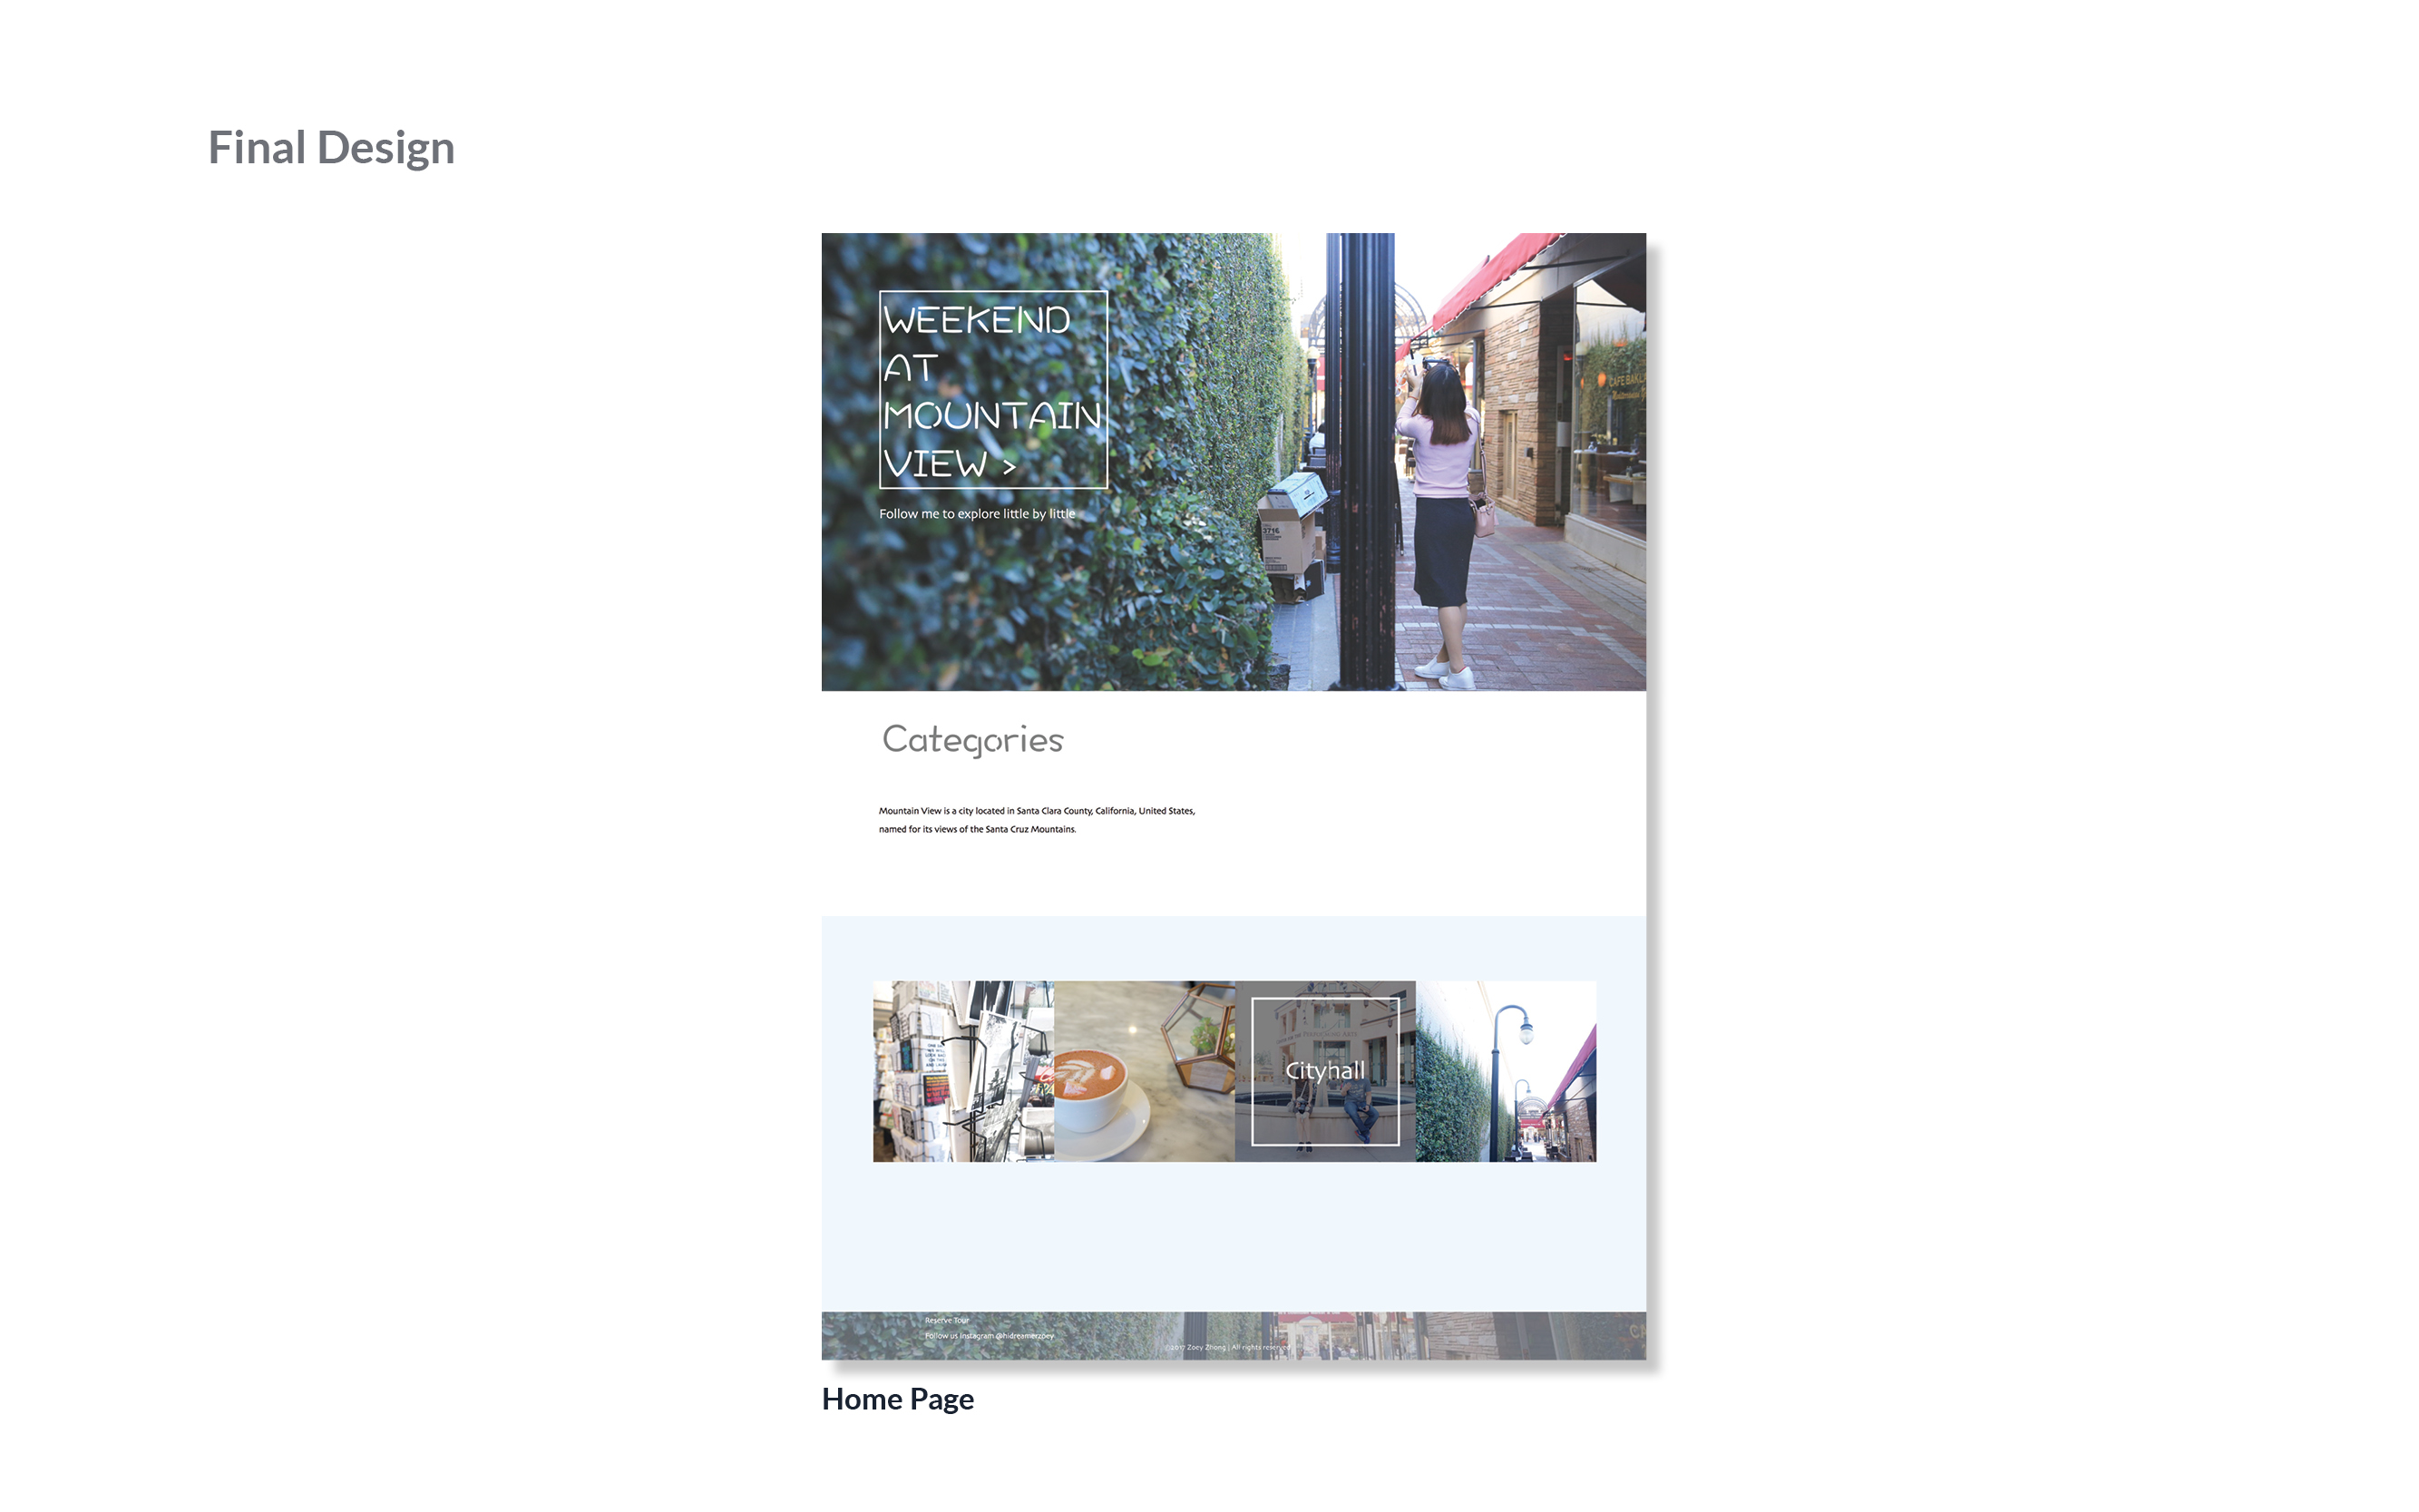 Final Design
WEEKEND
AT
MOUNTAIN
VIEW >
Follow me to explore little by little
3716
Categories
Mountain View is a city located in Santa Clara County, California, United States,
named for its views of the Santa Cruz Mountains.
Cityhall
Reserve Tour
Follow us Instagram @hidreamerzoey
©2017 Zoey Zhong | All rights reserved
Home Page